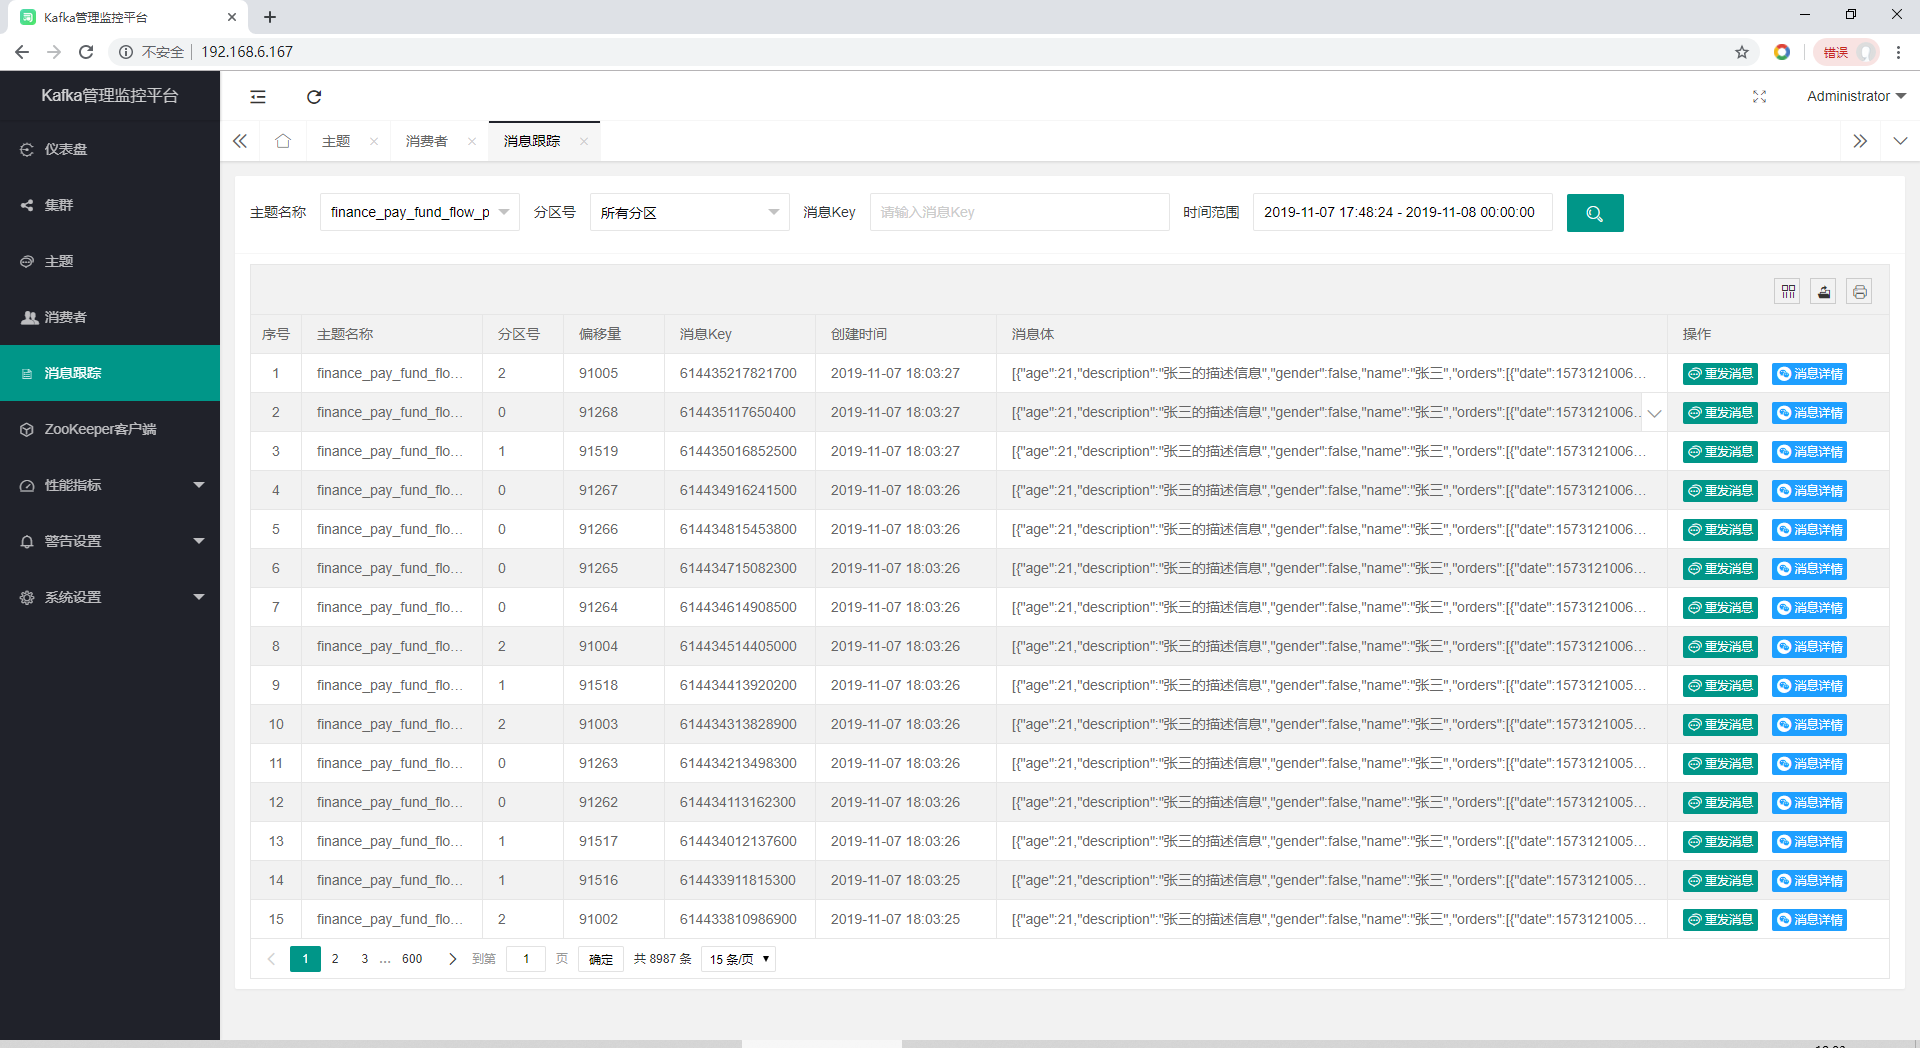 Kafka管理监控平台
不安全 192.168.6.167 错误
Kafka管理监控平台
Administrator
主题 消费者 消息跟踪
仪表盘
集群
主题
消费者
消息跟踪
ZooKeeper客户端
性能指标
警告设置
系统设置
主题名称 finance_pay_fund_flow_p 分区号 所有分区 消息Key 请输入消息Key 时间范围 2019-11-07 17:48:24 - 2019-11-08 00:00:00
序号 主题名称 分区号 偏移量 消息Key 创建时间 消息体 操作
1 finance_pay_fund_flo... 2 91005 614435217821700 2019-11-07 18:03:27 [{"age":21,"description":"张三的描述信息","gender":false,"name":"张三","orders":[{"date":1573121006... 重发消息 消息详情
2 finance_pay_fund_flo... 0 91268 614435117650400 2019-11-07 18:03:27 [{"age":21,"description":"张三的描述信息","gender":false,"name":"张三","orders":[{"date":1573121006... 重发消息 消息详情
3 finance_pay_fund_flo... 1 91519 614435016852500 2019-11-07 18:03:27 [{"age":21,"description":"张三的描述信息","gender":false,"name":"张三","orders":[{"date":1573121006... 重发消息 消息详情
4 finance_pay_fund_flo... 0 91267 614434916241500 2019-11-07 18:03:26 [{"age":21,"description":"张三的描述信息","gender":false,"name":"张三","orders":[{"date":1573121006... 重发消息 消息详情
5 finance_pay_fund_flo... 0 91266 614434815453800 2019-11-07 18:03:26 [{"age":21,"description":"张三的描述信息","gender":false,"name":"张三","orders":[{"date":1573121006... 重发消息 消息详情
6 finance_pay_fund_flo... 0 91265 614434715082300 2019-11-07 18:03:26 [{"age":21,"description":"张三的描述信息","gender":false,"name":"张三","orders":[{"date":1573121006... 重发消息 消息详情
7 finance_pay_fund_flo... 0 91264 614434614908500 2019-11-07 18:03:26 [{"age":21,"description":"张三的描述信息","gender":false,"name":"张三","orders":[{"date":1573121006... 重发消息 消息详情
8 finance_pay_fund_flo... 2 91004 614434514405000 2019-11-07 18:03:26 [{"age":21,"description":"张三的描述信息","gender":false,"name":"张三","orders":[{"date":1573121006... 重发消息 消息详情
9 finance_pay_fund_flo... 1 91518 614434413920200 2019-11-07 18:03:26 [{"age":21,"description":"张三的描述信息","gender":false,"name":"张三","orders":[{"date":1573121005... 重发消息 消息详情
10 finance_pay_fund_flo... 2 91003 614434313828900 2019-11-07 18:03:26 [{"age":21,"description":"张三的描述信息","gender":false,"name":"张三","orders":[{"date":1573121005... 重发消息 消息详情
11 finance_pay_fund_flo... 0 91263 614434213498300 2019-11-07 18:03:26 [{"age":21,"description":"张三的描述信息","gender":false,"name":"张三","orders":[{"date":1573121005... 重发消息 消息详情
12 finance_pay_fund_flo... 0 91262 614434113162300 2019-11-07 18:03:26 [{"age":21,"description":"张三的描述信息","gender":false,"name":"张三","orders":[{"date":1573121005... 重发消息 消息详情
13 finance_pay_fund_flo... 1 91517 614434012137600 2019-11-07 18:03:26 [{"age":21,"description":"张三的描述信息","gender":false,"name":"张三","orders":[{"date":1573121005... 重发消息 消息详情
14 finance_pay_fund_flo... 1 91516 614433911815300 2019-11-07 18:03:25 [{"age":21,"description":"张三的描述信息","gender":false,"name":"张三","orders":[{"date":1573121005... 重发消息 消息详情
15 finance_pay_fund_flo... 2 91002 614433810986900 2019-11-07 18:03:25 [{"age":21,"description":"张三的描述信息","gender":false,"name":"张三","orders":[{"date":1573121005... 重发消息 消息详情
1 2 3 ... 600 到第 1 页 确定 共 8987 条 15 条/页